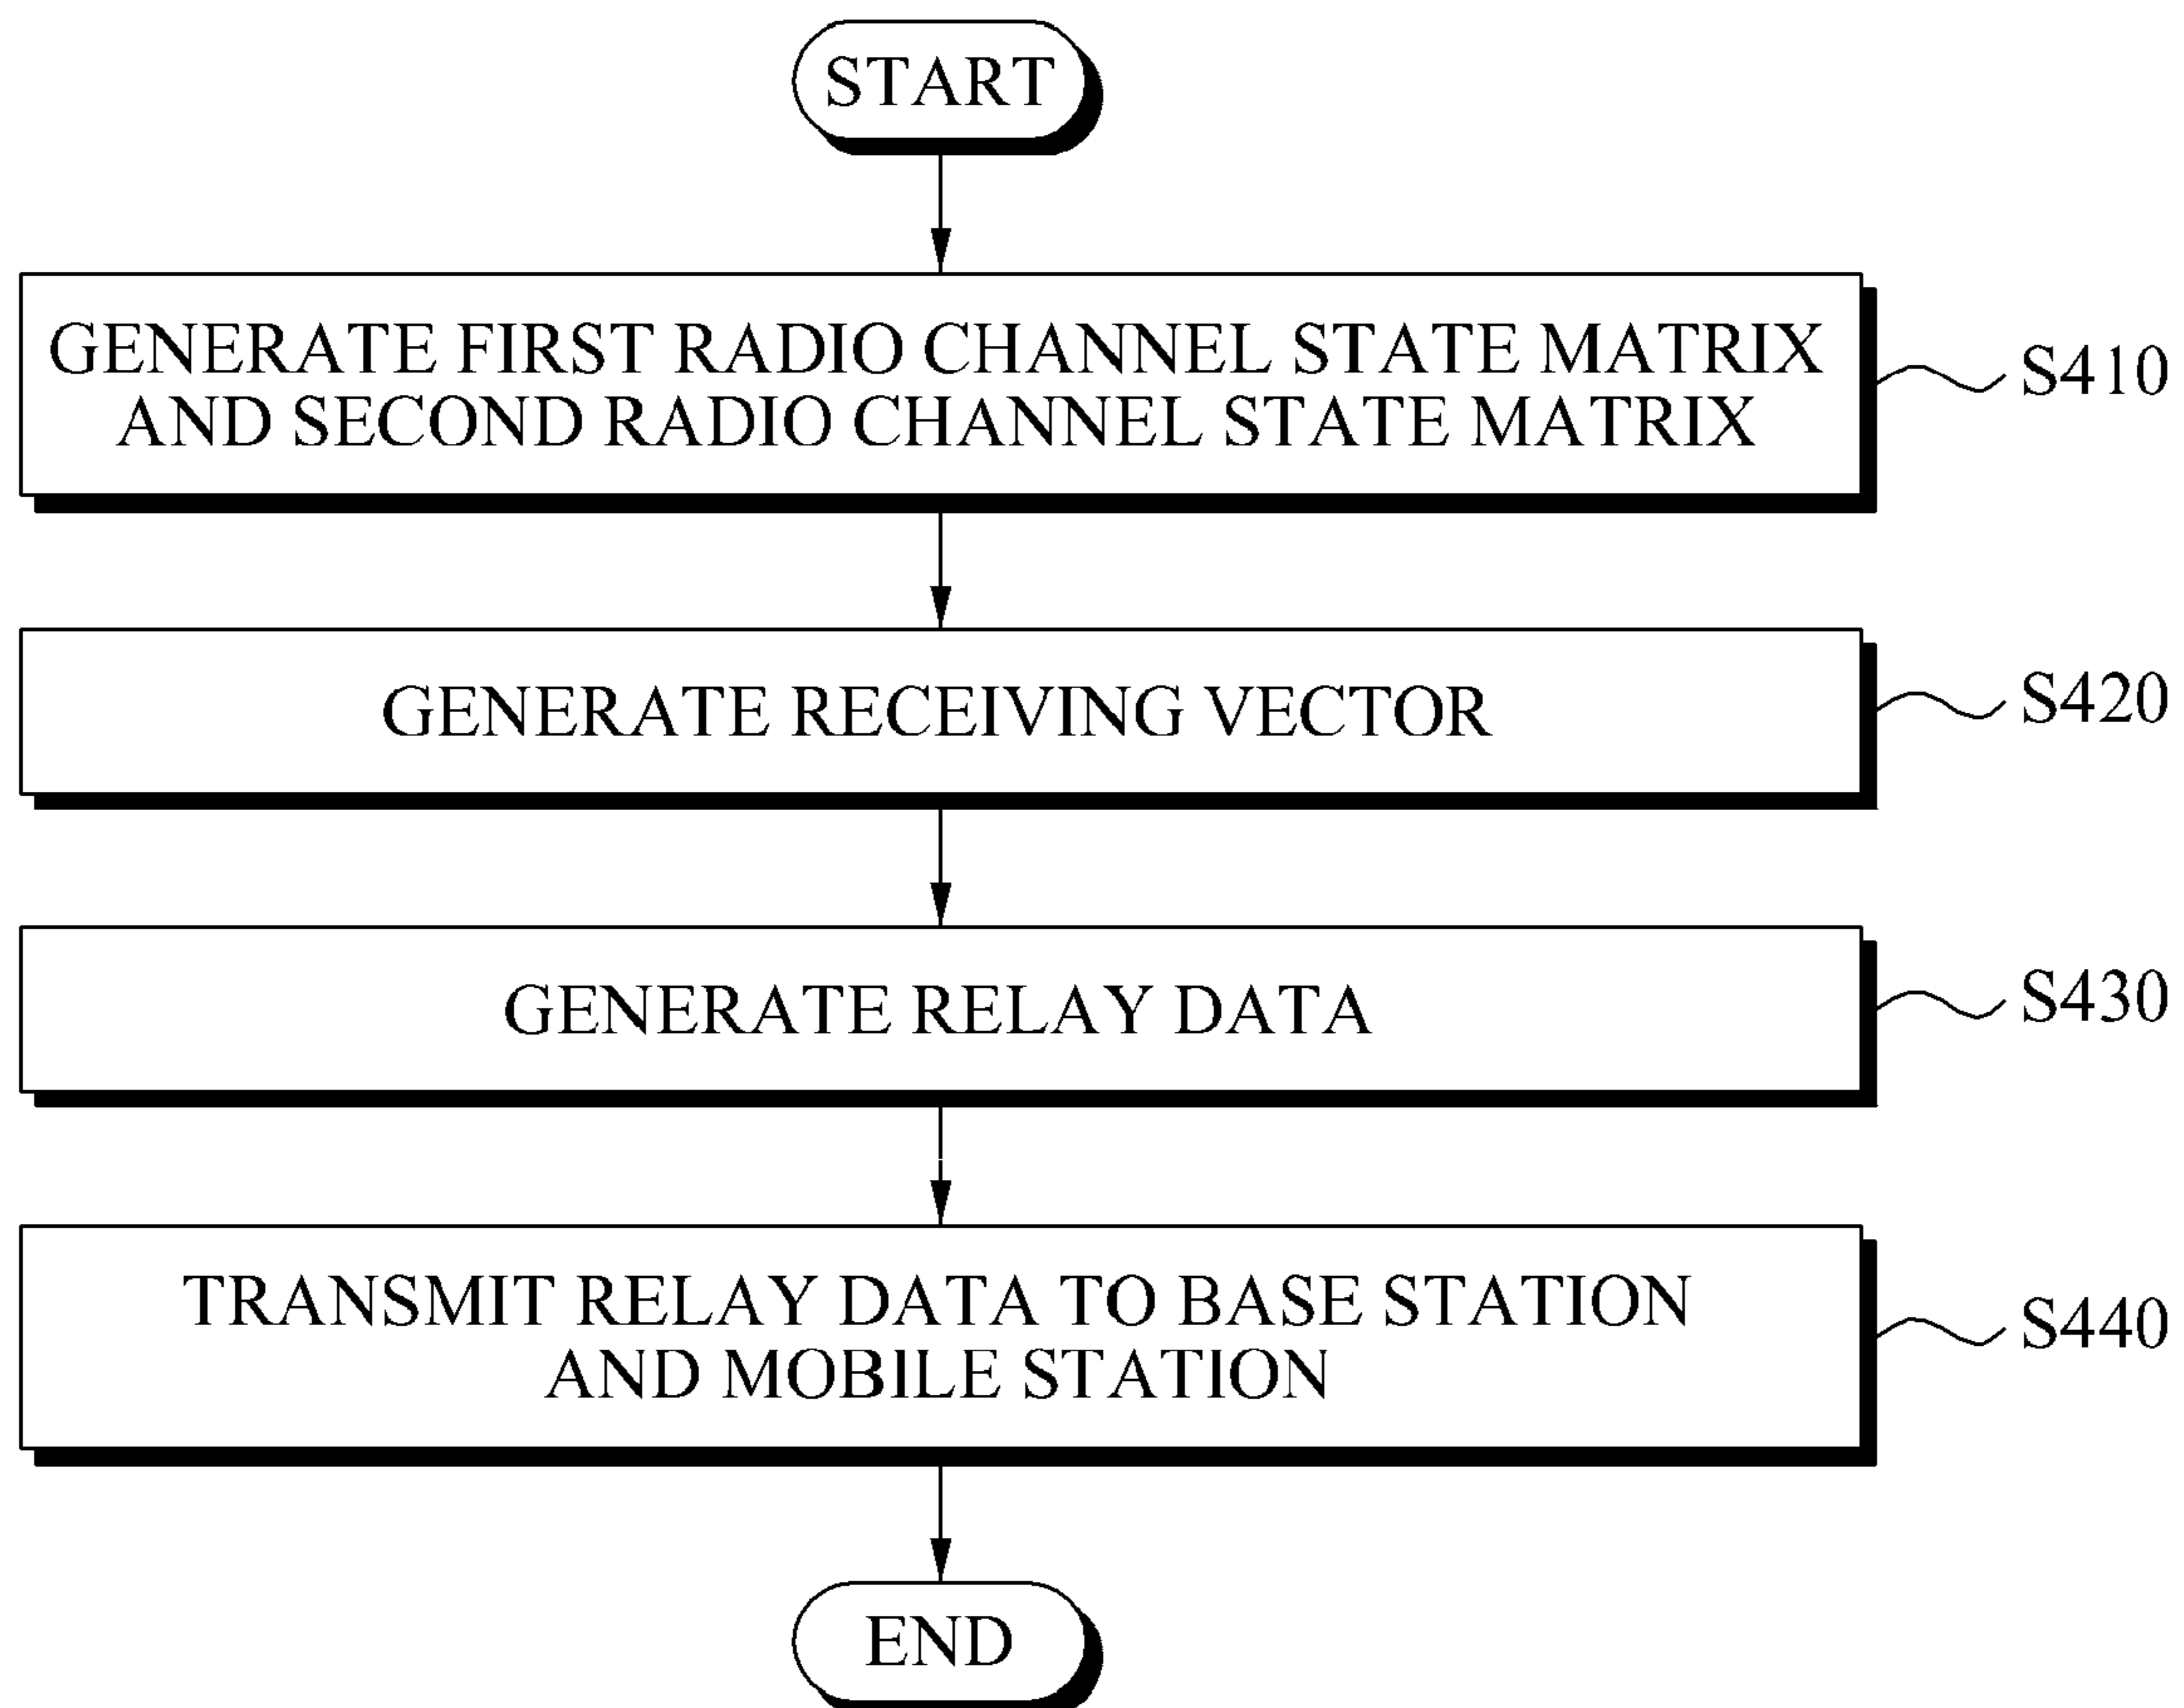 START
GENERATE FIRST RADIO CHANNEL STATE MATRIX
AND SECOND RADIO CHANNEL STATE MATRIX
S410
GENERATE RECEIVING VECTOR
S420
GENERATE RELAY DATA
S430
TRANSMIT RELAY DATA TO BASE STATION
AND MOBILE STATION
S440
END